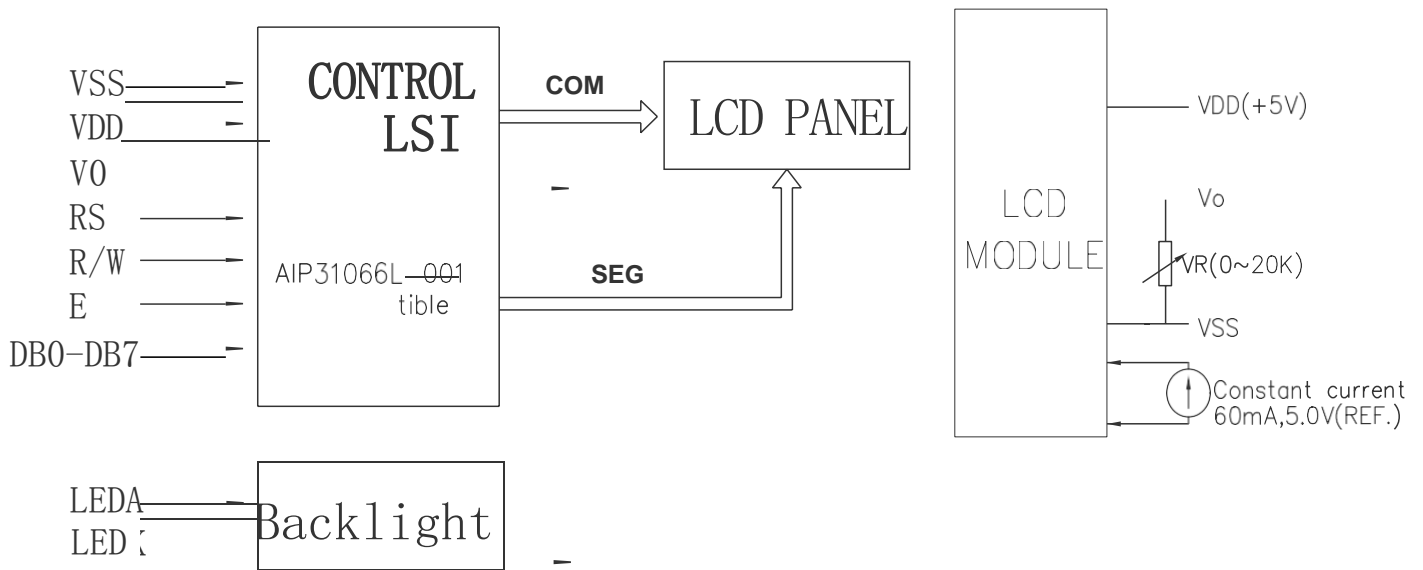 VSS
VDD
V0
RS
R/W
E
DB0-DB7
CONTROL
LSI
AIP31066L-001
tible
COM
SEG
LCD PANEL
LEDA
LED
Backlight
LCD
MODULE
VDD(+5V)
Vo
VR(0~20K)
VSS
Constant current
60mA,5.0V(REF.)